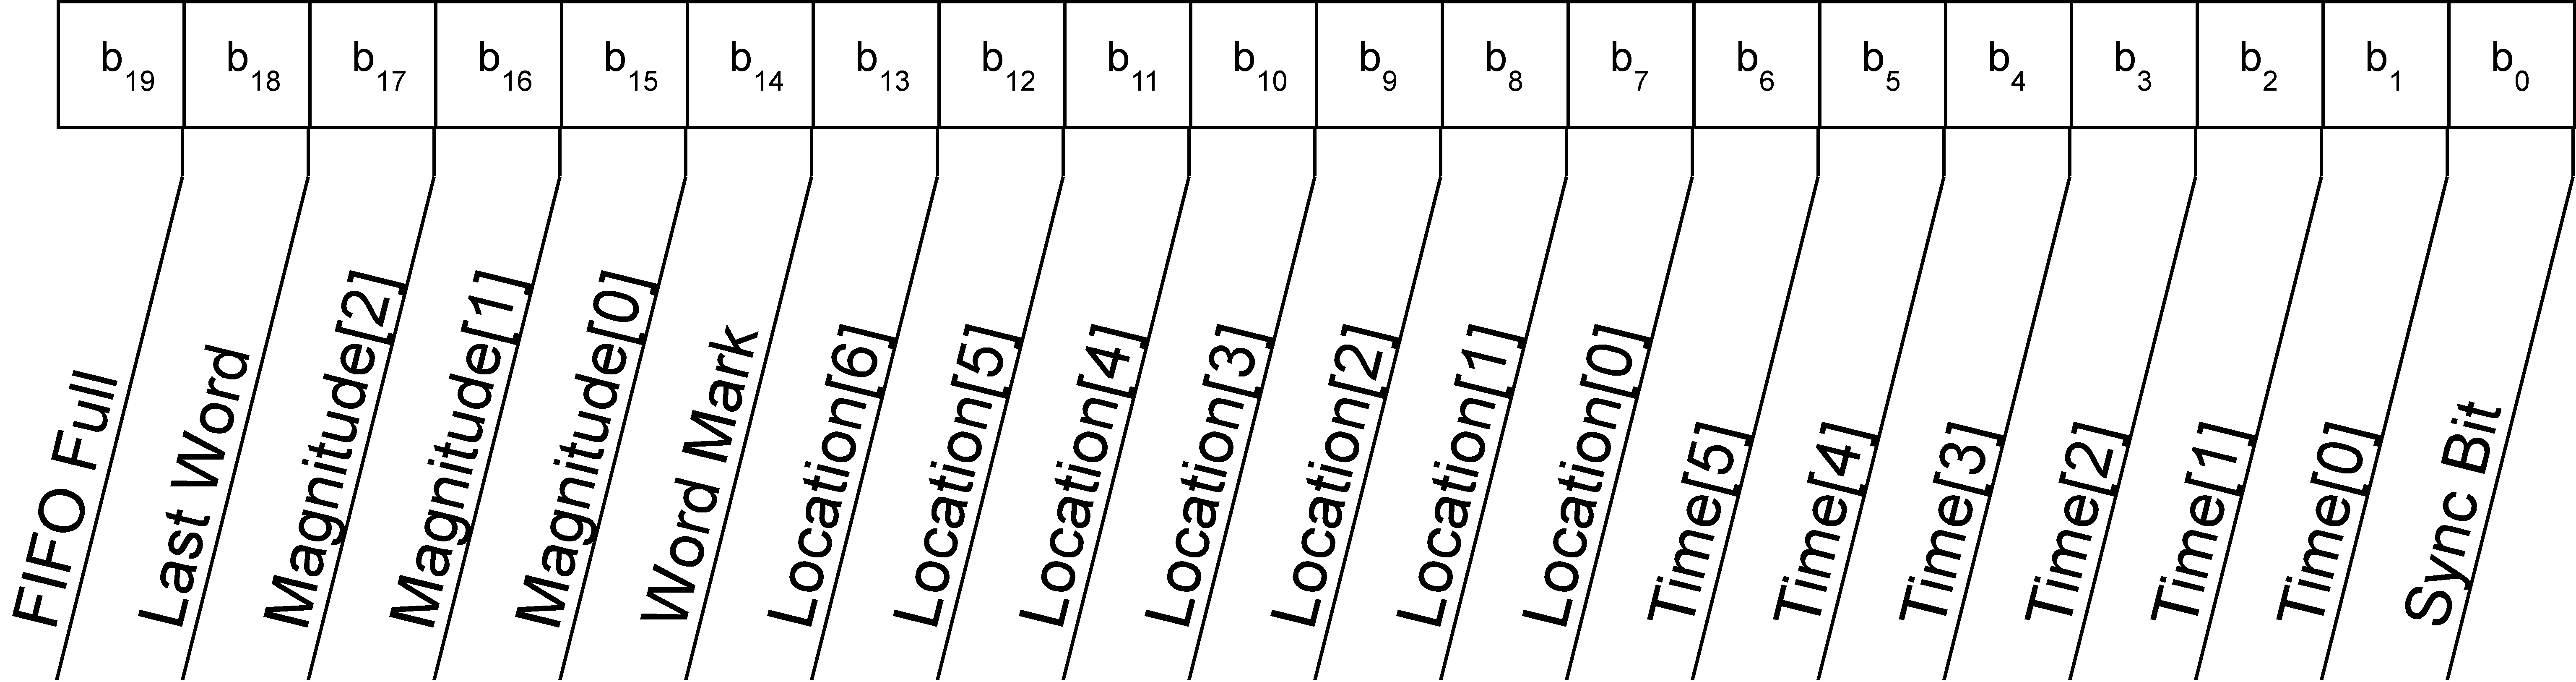 b19 b18 b17 b16 b15 b14 b13 b12 b11 b10 b9 b8 b7 b6 b5 b4 b3 b2 b1 b0
FIFO Full
Last Word
Magnitude[2]
Magnitude[1]
Magnitude[0]
Word Mark
Location[6]
Location[5]
Location[4]
Location[3]
Location[2]
Location[1]
Location[0]
Time[5]
Time[4]
Time[3]
Time[2]
Time[1]
Time[0]
Sync Bit